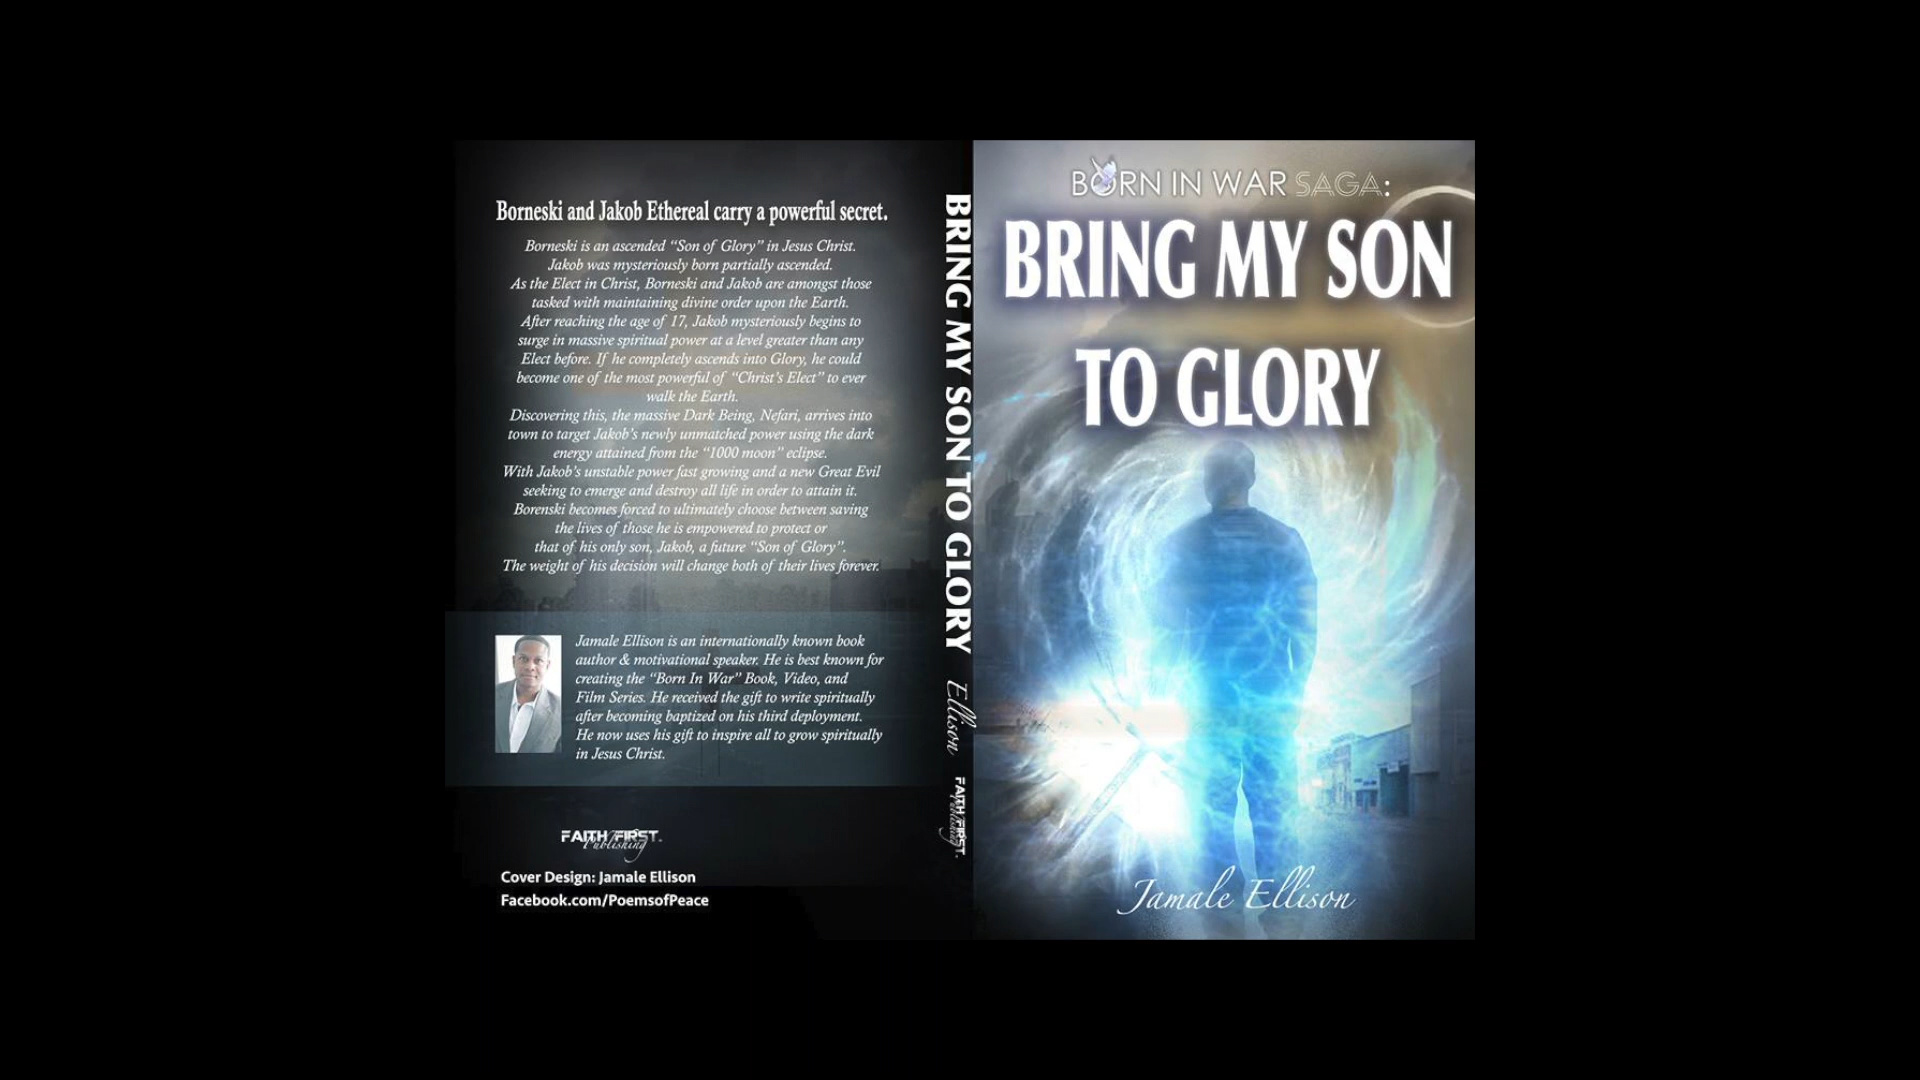 Borneski and Jakob Ethereal carry a powerful secret.
Borneski is an ascended “Son of Glory” in Jesus Christ.
Jakob was mysteriously born partially ascended.
As the Elect in Christ, Borneski and Jakob are amongst those
tasked with maintaining divine order upon the Earth.
After reaching the age of 17, Jakob mysteriously begins to
surge in massive spiritual power at a level greater than any
Elect before. If he completely ascends into Glory, he could
become one of the most powerful of “Christ’s Elect” to ever
walk the Earth.
Discovering this, the massive Dark Being, Nefari, arrives into
town to target Jakob’s newly unmatched power using the dark
energy attained from the “1000 moon” eclipse.
With Jakob’s unstable power fast growing and a new Great Evil
seeking to emerge and destroy all life in order to attain it.
Borenski becomes forced to ultimately choose between saving
the lives of those he is empowered to protect or
that of his only son, Jakob, a future “Son of Glory”.
The weight of his decision will change both of their lives forever.
Jamale Ellison is an internationally known book
author & motivational speaker. He is best known for
creating the “Born In War” Book, Video, and
Film Series. He received the gift to write spiritually
after becoming baptized on his third deployment.
He now uses his gift to inspire all to grow spiritually
in Jesus Christ.
FAITH FIRST.
Publishing
Cover Design: Jamale Ellison
Facebook.com/PoemsofPeace
BRING MY SON TO GLORY Ellison
FAITH FIRST.
Publishing
BORN IN WAR SAGA:
BRING MY SON
TO GLORY
Jamale Ellison